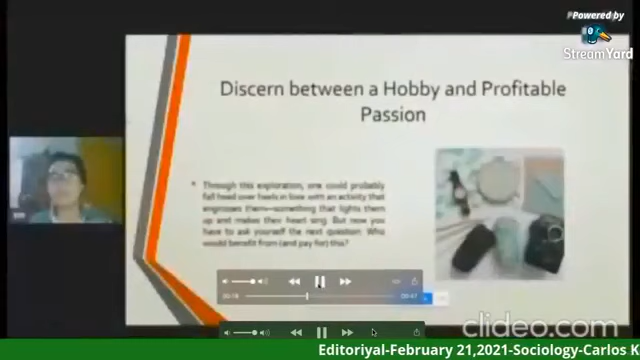 Powered by
StreamYard
Discern between a Hobby and Profitable
Passion
Through this exploration, one could probably
fall head over heels in love with an activity that
engrosses them—something that lights them
up and makes their heart sing. But now you
have to ask yourself the next question: Who
would benefit from (and pay for) this?
clideo.com
Editoriyal-February 21,2021-Sociology-Carlos K